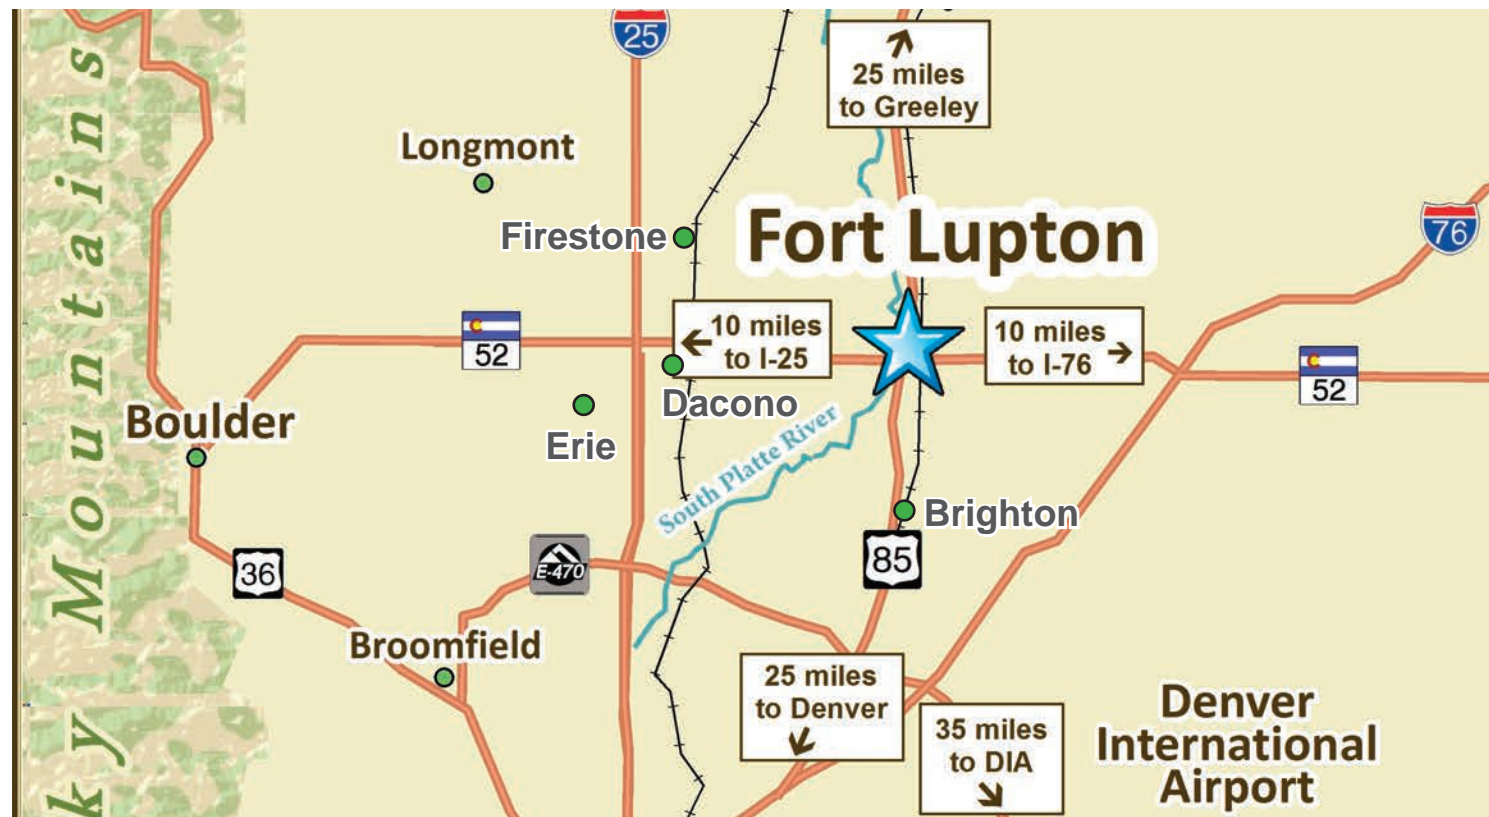 25
25 miles
to Greeley
Longmont
Firestone
Fort Lupton
76
52
10 miles
to I-25
10 miles
to I-76
52
Boulder
Dacono
Erie
South Platte River
Brighton
85
36
E-470
Broomfield
25 miles
to Denver
35 miles
to DIA
Denver
International
Airport
ky Mountains